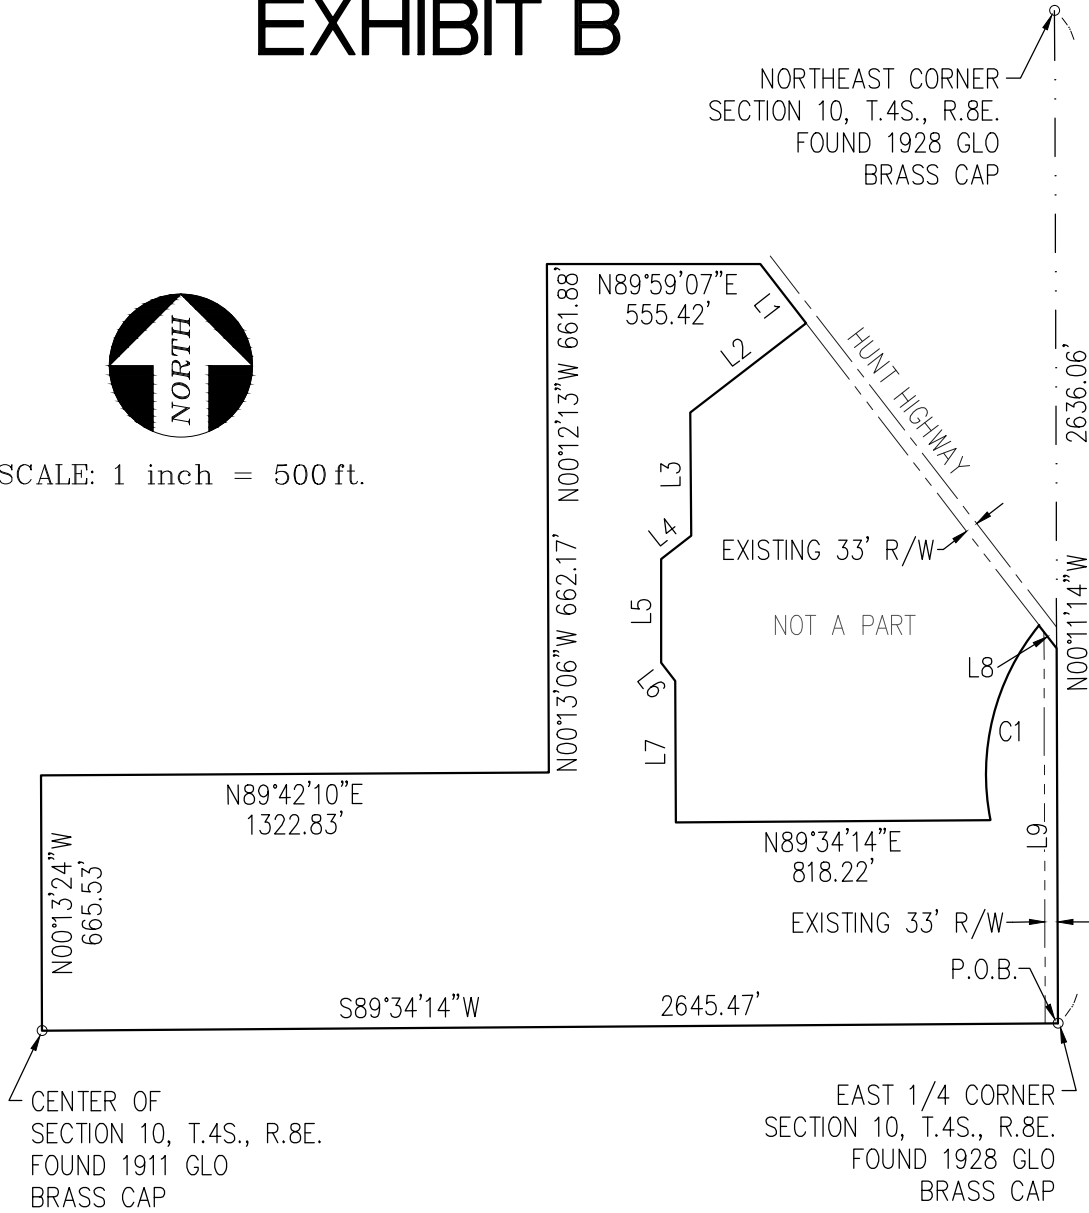 EXHIBIT B
NORTHEAST CORNER
SECTION 10, T.4S., R.8E.
FOUND 1928 GLO
BRASS CAP
NORTH
SCALE: 1 inch = 500 ft.
N89°59'07"E
555.42'
N00°12'13"W 661.88'
L1
L2
HUNT HIGHWAY
2636.06'
L3
L4
EXISTING 33' R/W
N00°13'06"W 662.17'
L5
NOT A PART
N00°11'14"W
L6
L8
L7
C1
N89°42'10"E
1322.83'
N00°13'24"W
665.53'
N89°34'14"E
818.22'
L9
EXISTING 33' R/W
P.O.B.
S89°34'14"W 2645.47'
CENTER OF
SECTION 10, T.4S., R.8E.
FOUND 1911 GLO
BRASS CAP
EAST 1/4 CORNER
SECTION 10, T.4S., R.8E.
FOUND 1928 GLO
BRASS CAP